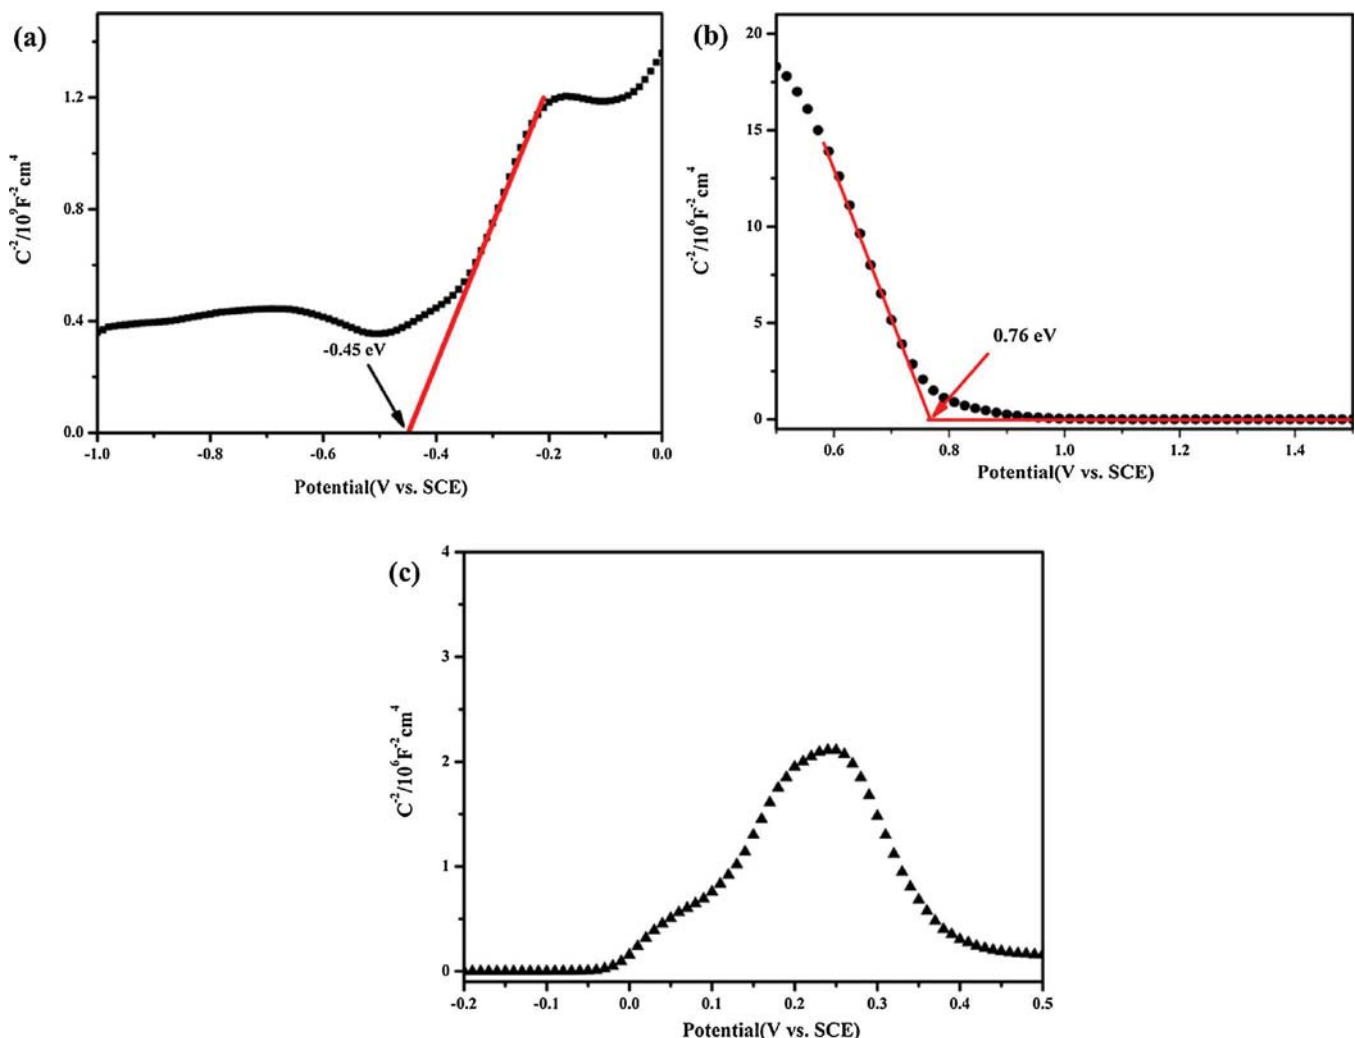 (a)
1.2
0.8
0.4
0.0
C⁻²/10⁹F⁻²cm⁴
-0.45 eV
-1.0 -0.8 -0.6 -0.4 -0.2 0.0
Potential(V vs. SCE)
(b)
20
15
10
5
0
C⁻²/10⁶F⁻²cm⁴
0.76 eV
0.6 0.8 1.0 1.2 1.4
Potential(V vs. SCE)
(c)
4
3
2
1
0
C⁻²/10⁶F⁻²cm⁴
-0.2 -0.1 0.0 0.1 0.2 0.3 0.4 0.5
Potential(V vs. SCE)